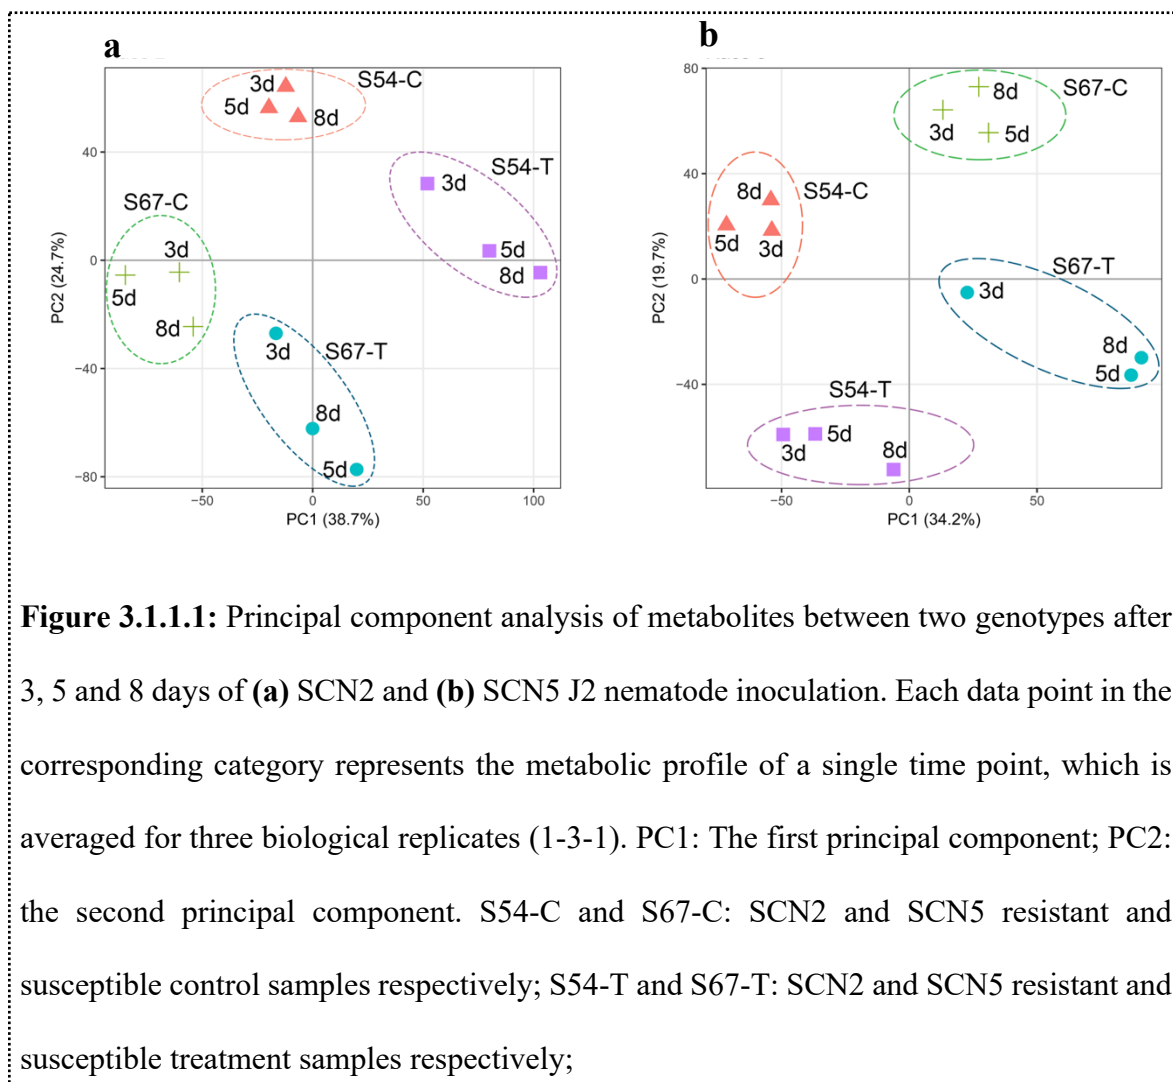 a
S54-C
3d
5d
8d
40
S54-T
3d
S67-C
3d
0
5d
5d
8d
8d
PC2 (24.7%)
S67-T
3d
−40
8d
5d
−80
−50
0
50
100
PC1 (38.7%)
b
80
S67-C
8d
3d
5d
40
S54-C
8d
5d
3d
S67-T
0
3d
PC2 (19.7%)
8d
5d
−40
S54-T
5d
3d
8d
−50
0
50
PC1 (34.2%)
Figure 3.1.1.1: Principal component analysis of metabolites between two genotypes after
3, 5 and 8 days of (a) SCN2 and (b) SCN5 J2 nematode inoculation. Each data point in the
corresponding category represents the metabolic profile of a single time point, which is
averaged for three biological replicates (1-3-1). PC1: The first principal component; PC2:
the second principal component. S54-C and S67-C: SCN2 and SCN5 resistant and
susceptible control samples respectively; S54-T and S67-T: SCN2 and SCN5 resistant and
susceptible treatment samples respectively;